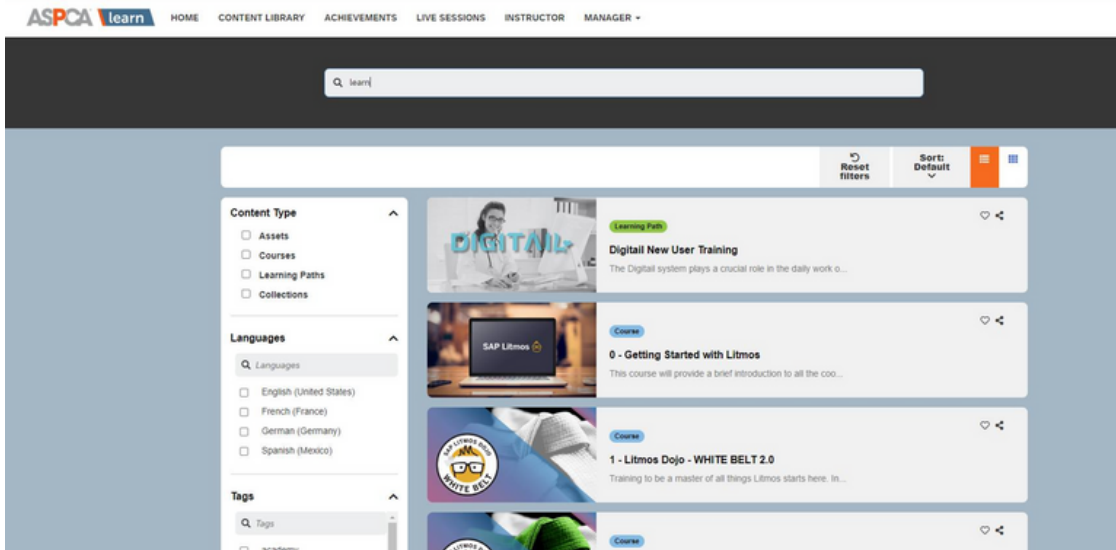 ASPCA learn HOME CONTENT LIBRARY ACHIEVEMENTS LIVE SESSIONS INSTRUCTOR MANAGER
learn
Reset
filters
Sort:
Default
Content Type
Assets
Courses
Learning Paths
Collections
Languages
Languages
English (United States)
French (France)
German (Germany)
Spanish (Mexico)
Tags
Tags
academy
DIGITAIL
Learning Path
Digitail New User Training
The Digitail system plays a crucial role in the daily work o...
SAP Litmos
Course
0 - Getting Started with Litmos
This course will provide a brief introduction to all the coo...
SAP LITMOS DOJO
WHITE BELT
Course
1 - Litmos Dojo - WHITE BELT 2.0
Training to be a master of all things Litmos starts here. In...
Course